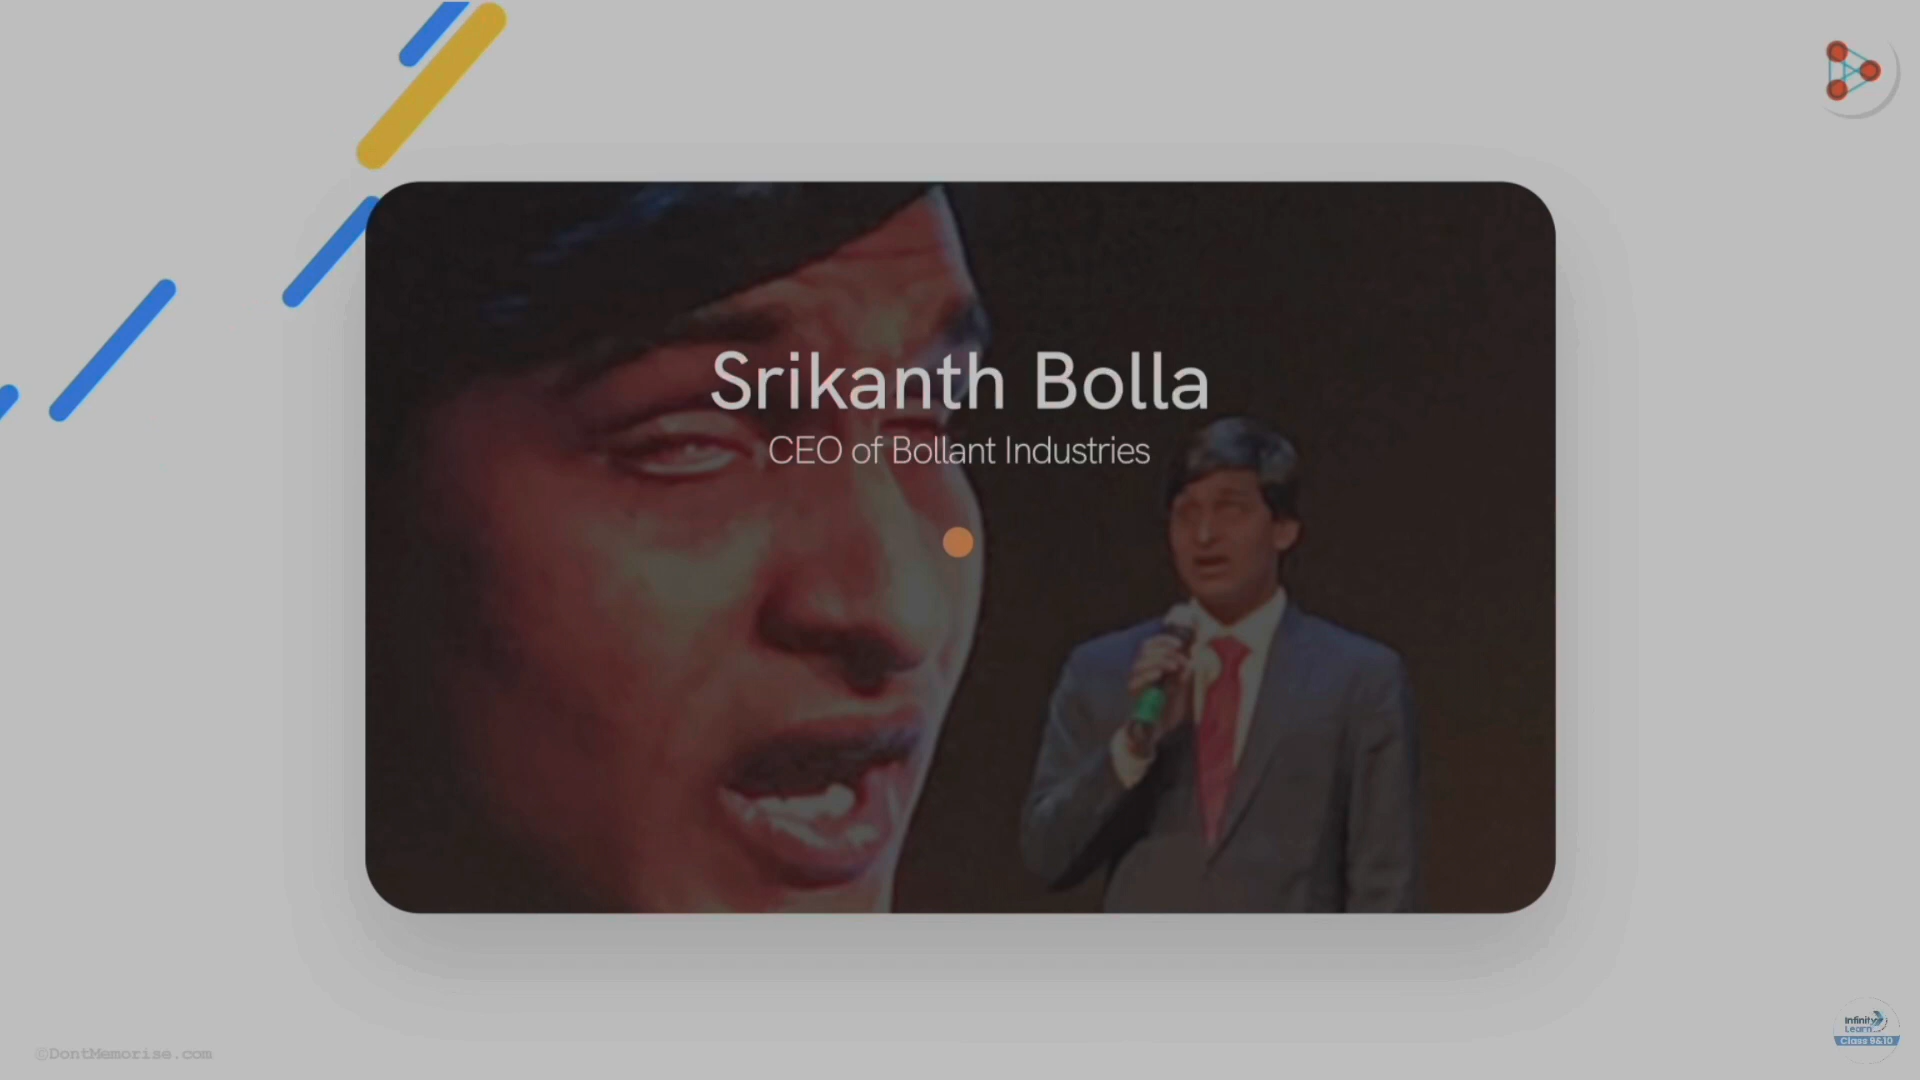 Srikanth Bolla
CEO of Bollant Industries
©DontMemorise.com
Infinity
Learn
Class 9&10